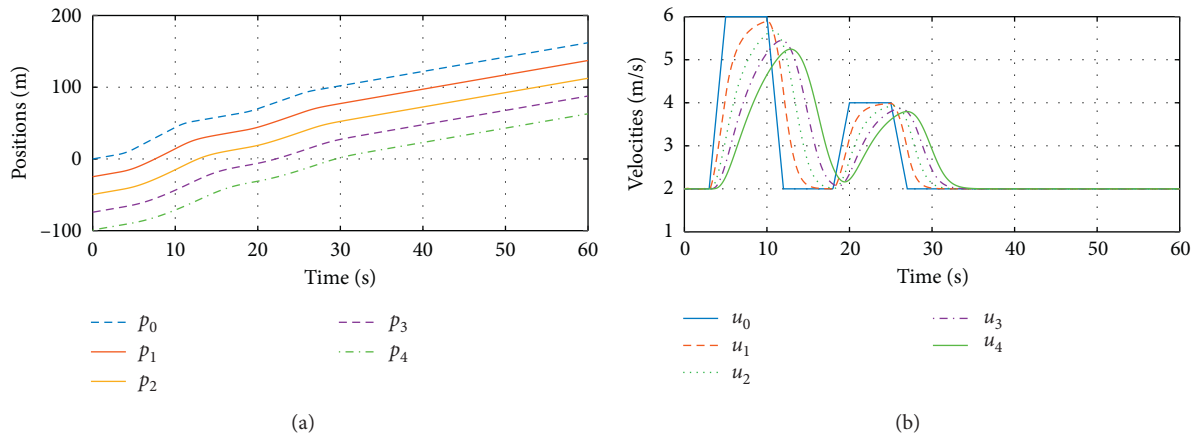 200
100
0
−100
Positions (m)
0 10 20 30 40 50 60
Time (s)
p0
p1
p2
p3
p4
(a)
6
5
4
3
2
1
Velocities (m/s)
0 10 20 30 40 50 60
Time (s)
u0
u1
u2
u3
u4
(b)